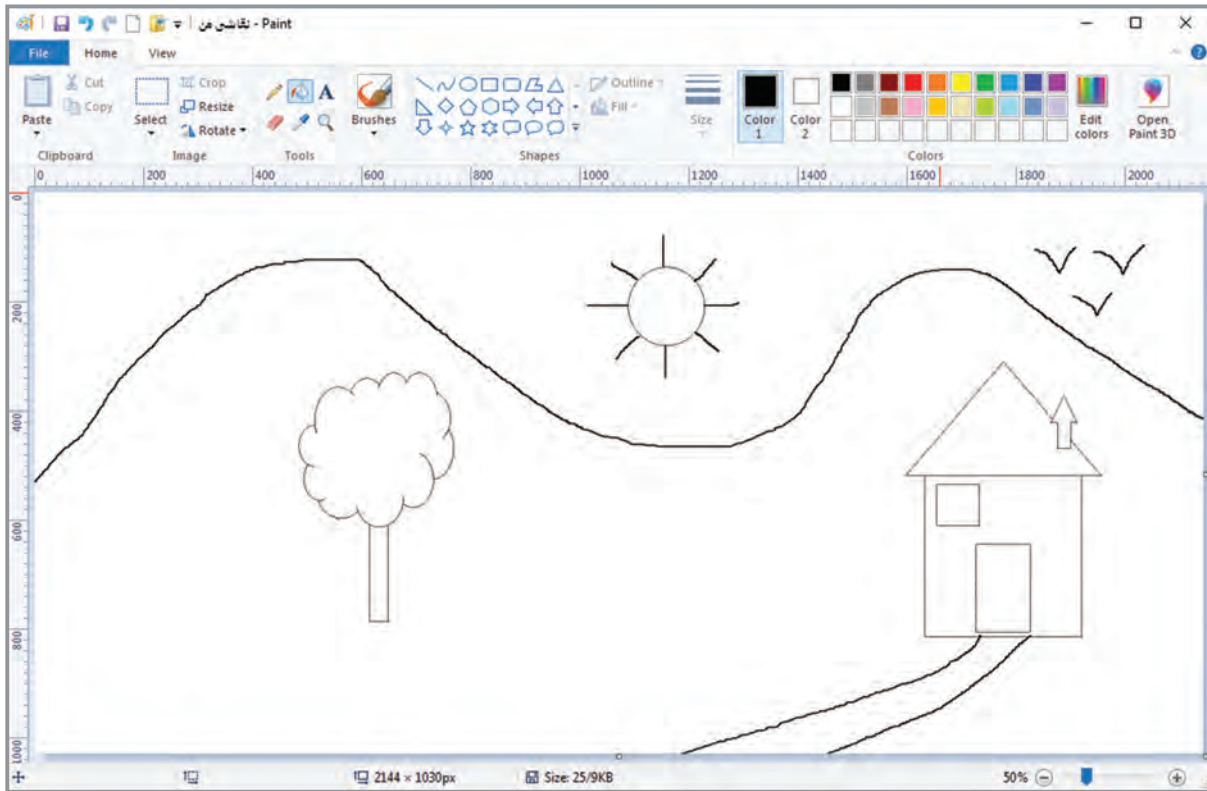 نقاشی من - Paint
File Home View
Paste
Cut
Copy
Clipboard
Select
Crop
Resize
Rotate
Image
A
Tools
Brushes
Outline
Fill
Shapes
Size
Color 1
Color 2
Edit colors
Colors
Open Paint 3D
0 200 400 600 800 1000 1200 1400 1600 1800 2000
0
200
400
600
800
1000
2144 × 1030px
Size: 25/9KB
50%